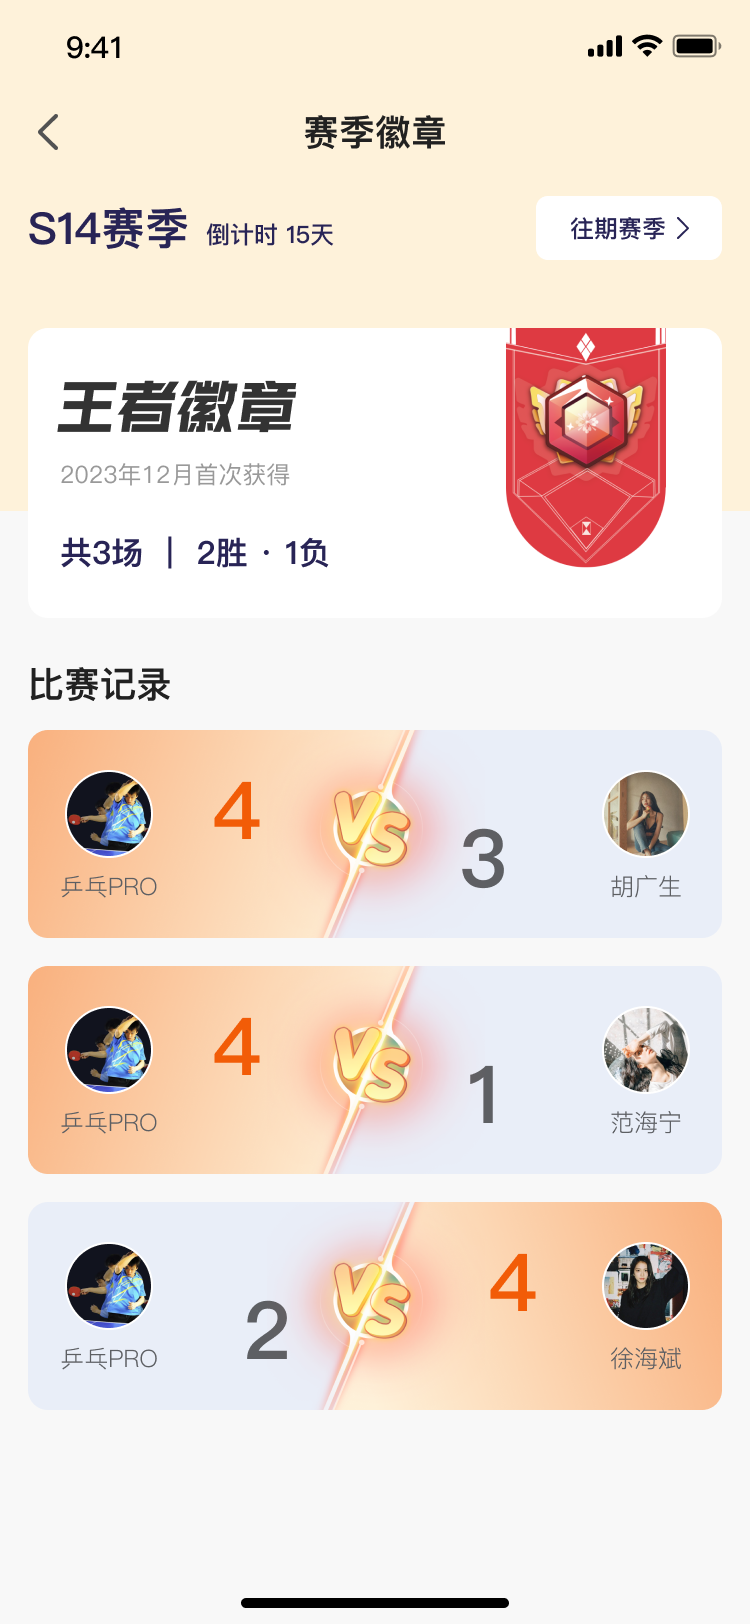 9:41
赛季徽章
S14赛季 倒计时 15天
往期赛季
王者徽章
2023年12月首次获得
共3场 | 2胜 · 1负
比赛记录
4 VS 3
乒乓PRO 胡广生
4 VS 1
乒乓PRO 范海宁
2 VS 4
乒乓PRO 徐海斌